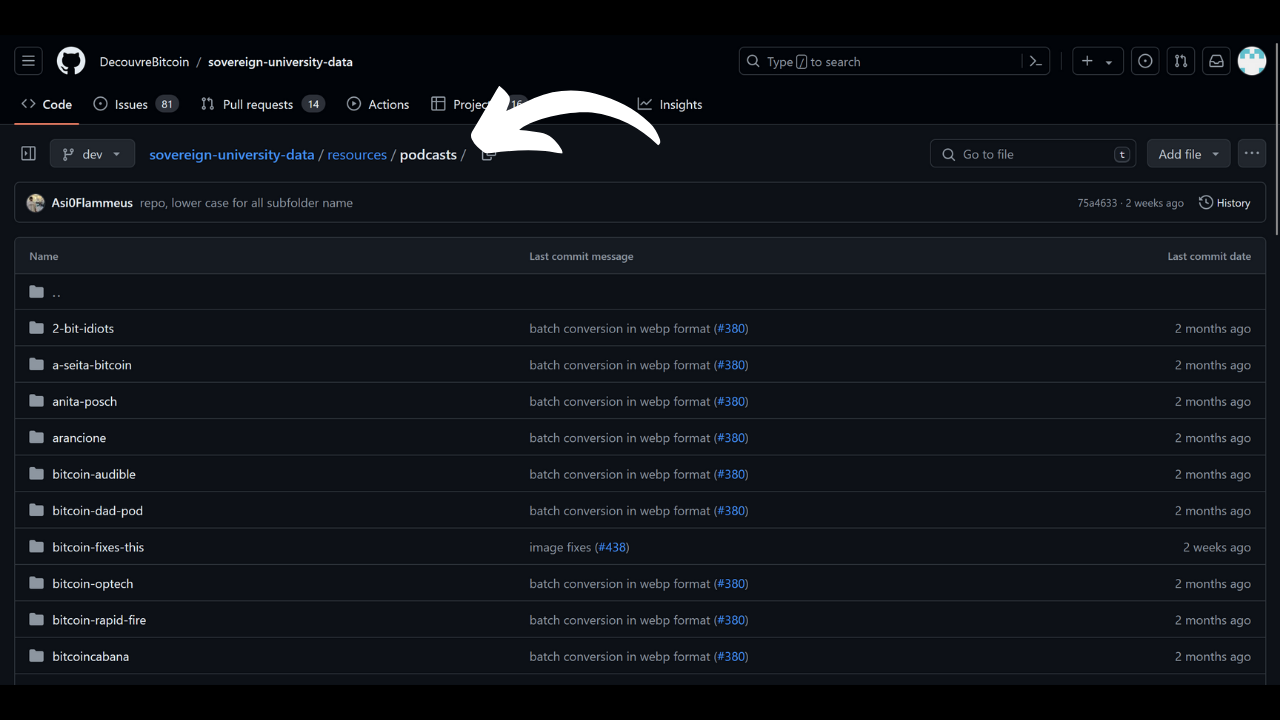 DecouvreBitcoin / sovereign-university-data
Type / to search
Code
Issues 81
Pull requests 14
Actions
Insights
dev
sovereign-university-data / resources / podcasts /
Go to file t
Add file
Asi0Flammeus repo, lower case for all subfolder name
75a4633 · 2 weeks ago
History
Name Last commit message Last commit date
..
2-bit-idiots batch conversion in webp format (#380) 2 months ago
a-seita-bitcoin batch conversion in webp format (#380) 2 months ago
anita-posch batch conversion in webp format (#380) 2 months ago
arancione batch conversion in webp format (#380) 2 months ago
bitcoin-audible batch conversion in webp format (#380) 2 months ago
bitcoin-dad-pod batch conversion in webp format (#380) 2 months ago
bitcoin-fixes-this image fixes (#438) 2 weeks ago
bitcoin-optech batch conversion in webp format (#380) 2 months ago
bitcoin-rapid-fire batch conversion in webp format (#380) 2 months ago
bitcoincabana batch conversion in webp format (#380) 2 months ago